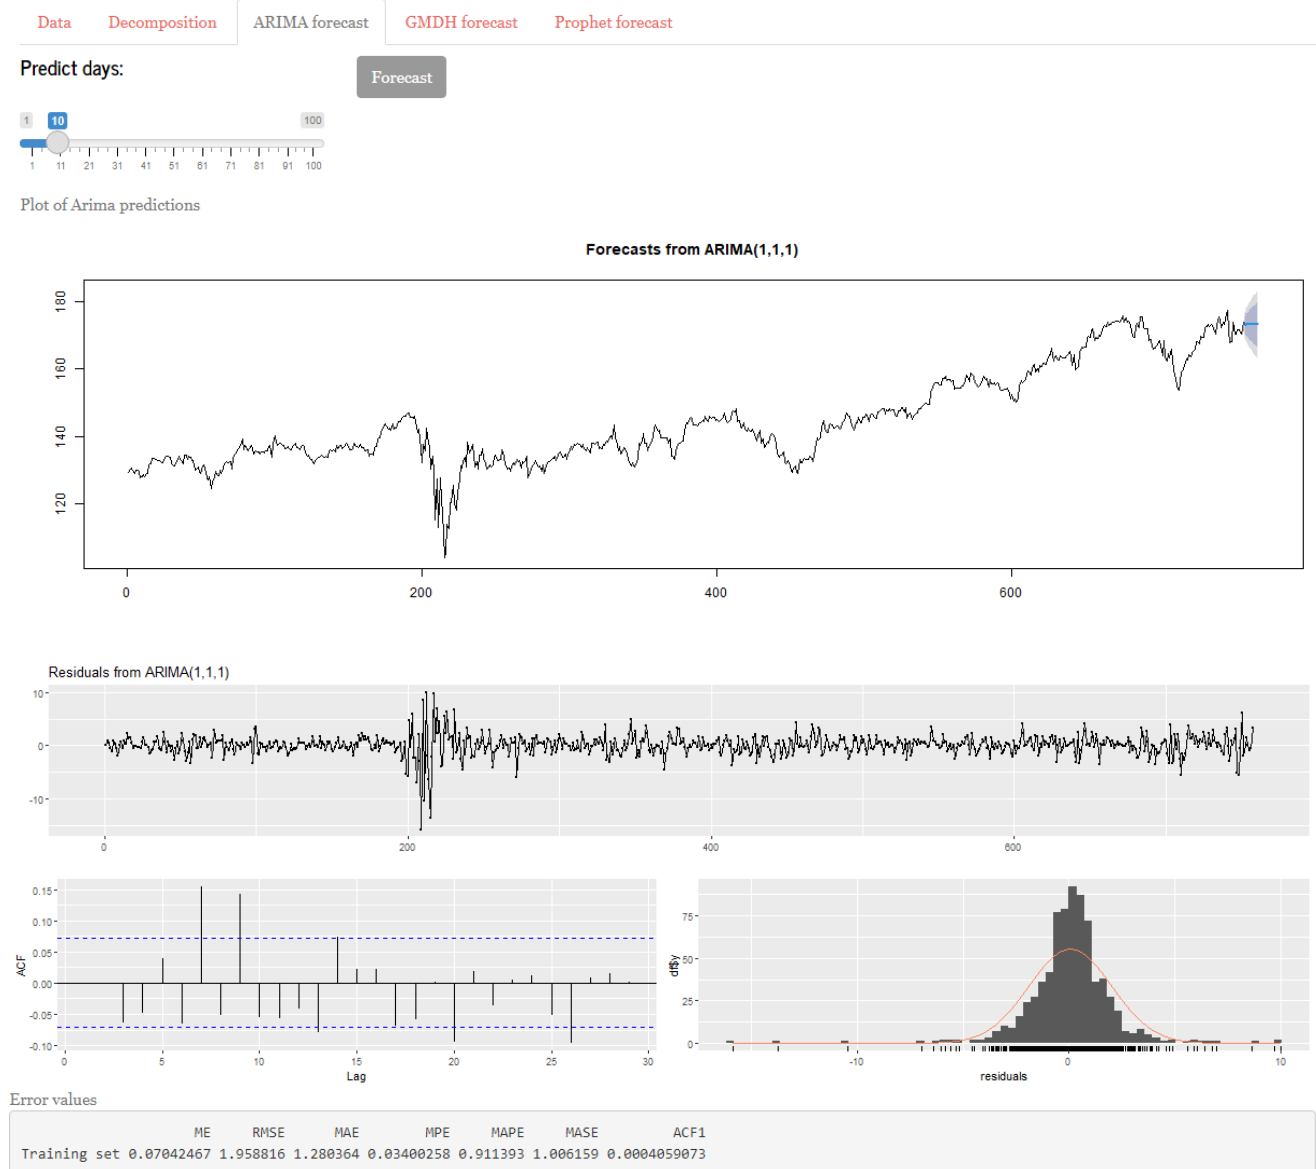 Data Decomposition ARIMA forecast GMDH forecast Prophet forecast
Predict days:
Forecast
1 10 100
1 11 21 31 41 51 61 71 81 91 100
Plot of Arima predictions
Forecasts from ARIMA(1,1,1)
180
160
140
120
0 200 400 600
Residuals from ARIMA(1,1,1)
10
0
-10
0 200 400 600
0.15
0.10
0.05
0.00
-0.05
-0.10
ACF
0 5 10 15 20 25 30
Lag
75
50
25
0
df$y
-10 0 10
residuals
Error values
ME RMSE MAE MPE MAPE MASE ACF1
Training set 0.07042467 1.958816 1.280364 0.03400258 0.911393 1.006159 0.0004059073